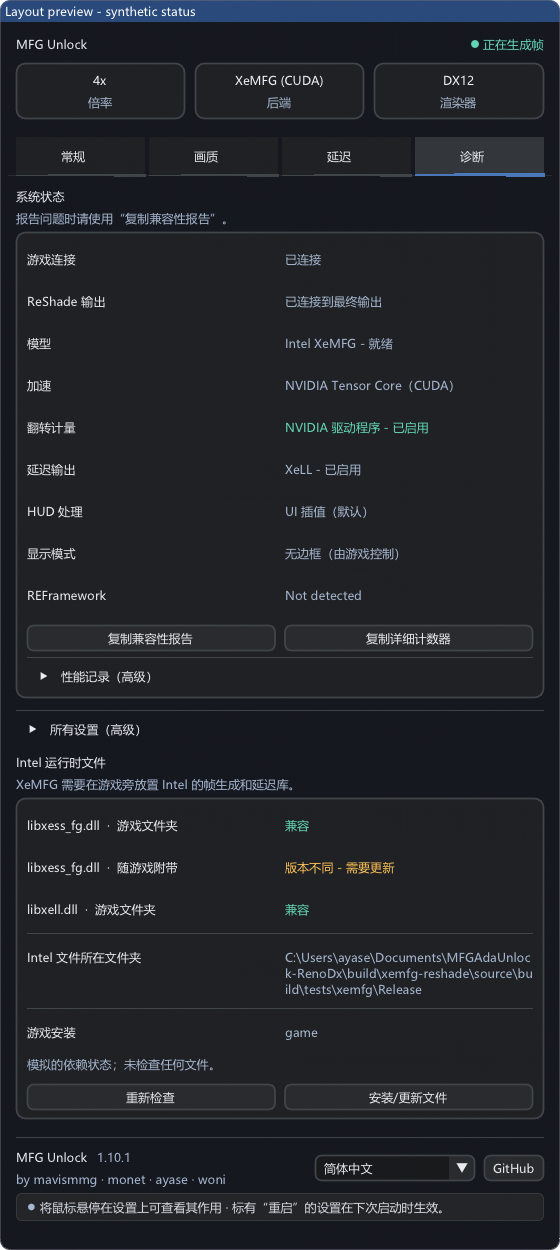 Layout preview - synthetic status
MFG Unlock
正在生成帧
4x
倍率
XeMFG (CUDA)
后端
DX12
渲染器
常规
画质
延迟
诊断
系统状态
报告问题时请使用“复制兼容性报告”。
游戏连接
已连接
ReShade 输出
已连接到最终输出
模型
Intel XeMFG - 就绪
加速
NVIDIA Tensor Core（CUDA）
翻转计量
NVIDIA 驱动程序 - 已启用
延迟输出
XeLL - 已启用
HUD 处理
UI 插值（默认）
显示模式
无边框（由游戏控制）
REFramework
Not detected
复制兼容性报告
复制详细计数器
性能记录（高级）
所有设置（高级）
Intel 运行时文件
XeMFG 需要在游戏旁放置 Intel 的帧生成和延迟库。
libxess_fg.dll · 游戏文件夹
兼容
libxess_fg.dll · 随游戏附带
版本不同 - 需要更新
libxell.dll · 游戏文件夹
兼容
Intel 文件所在文件夹
C:\Users\ayase\Documents\MFGAdaUnloc
k-RenoDx\build\xemfg-reshade\source\bu
ild\tests\xemfg\Release
游戏安装
game
模拟的依赖状态；未检查任何文件。
重新检查
安装/更新文件
MFG Unlock 1.10.1
by mavismmg · monet · ayase · woni
简体中文
GitHub
将鼠标悬停在设置上可查看其作用 · 标有“重启”的设置在下次启动时生效。